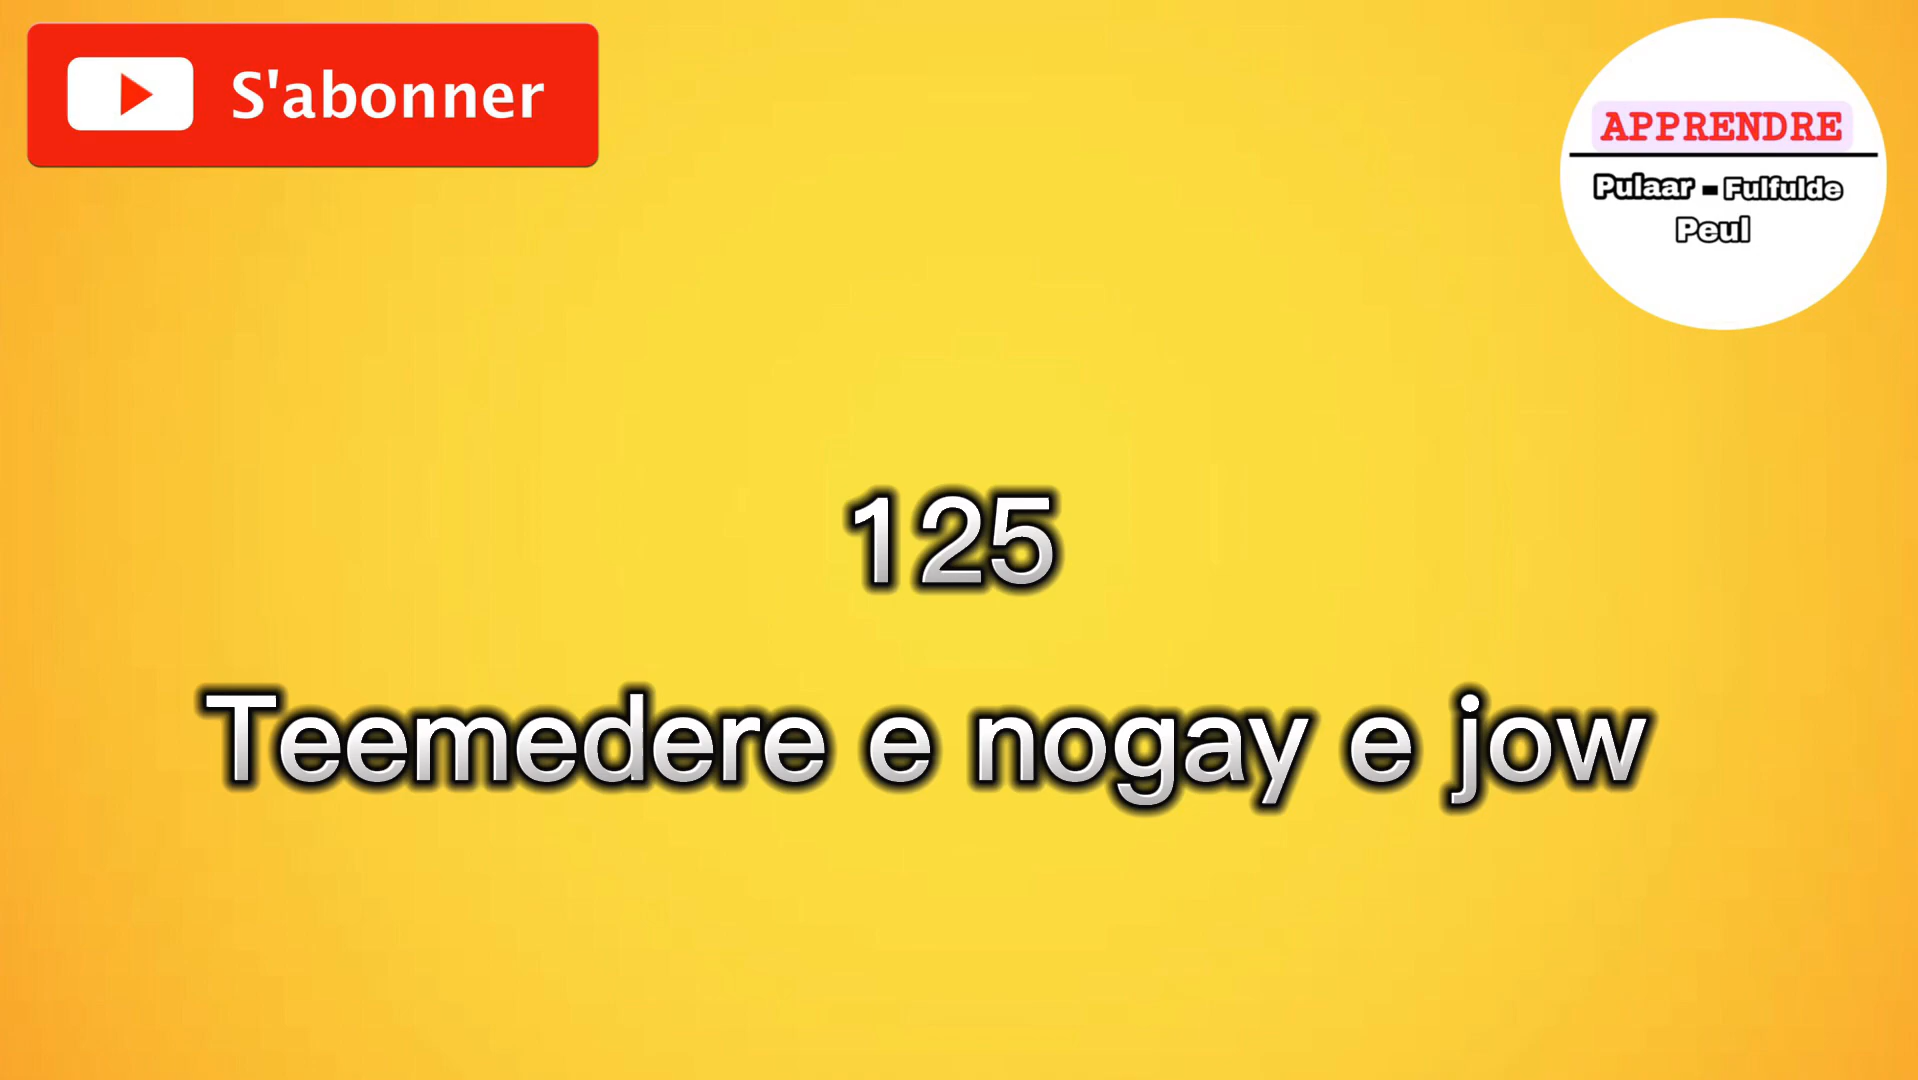 S'abonner
APPRENDRE
Pulaar - Fulfulde
Peul
125
Teemedere e nogay e jow